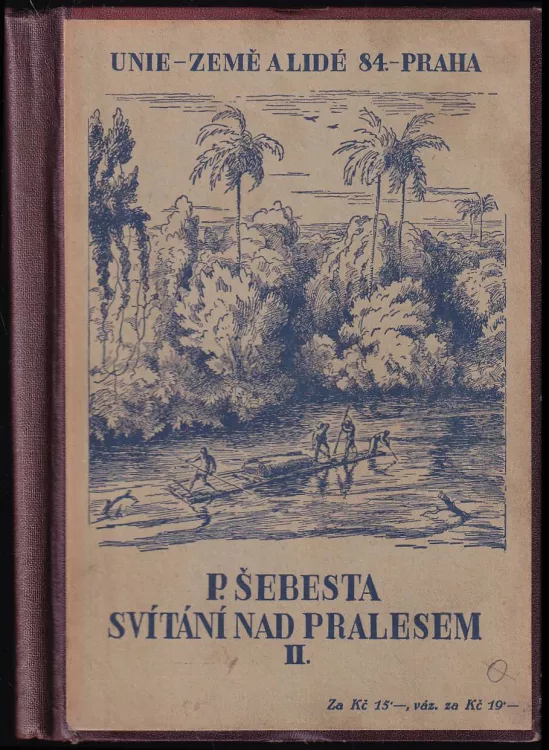 UNIE-ZEMĚ A LIDÉ 84.-PRAHA
P. ŠEBESTA
SVÍTÁNÍ NAD PRALESEM
II.
Za Kč 15·—, váz. za Kč 19·—